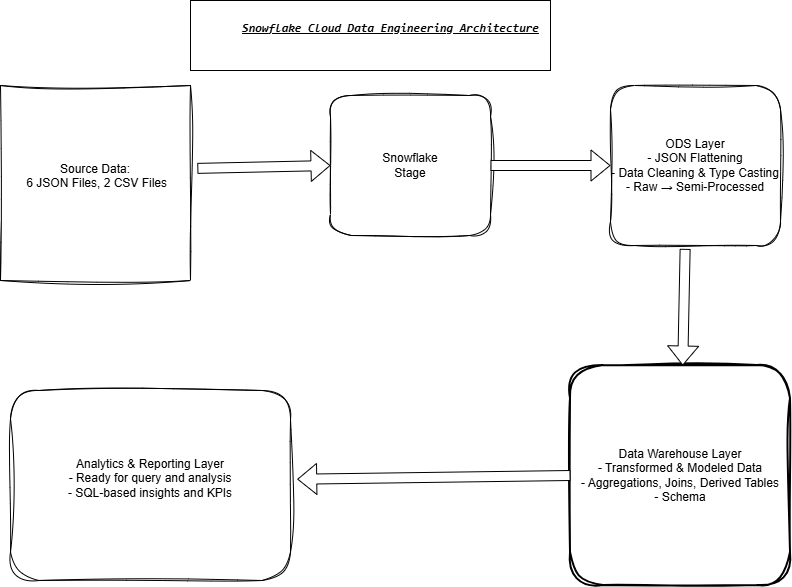 Snowflake Cloud Data Engineering Architecture
Source Data:
6 JSON Files, 2 CSV Files
Snowflake
Stage
ODS Layer
- JSON Flattening
- Data Cleaning & Type Casting
- Raw → Semi-Processed
Data Warehouse Layer
- Transformed & Modeled Data
- Aggregations, Joins, Derived Tables
- Schema
Analytics & Reporting Layer
- Ready for query and analysis
- SQL-based insights and KPIs